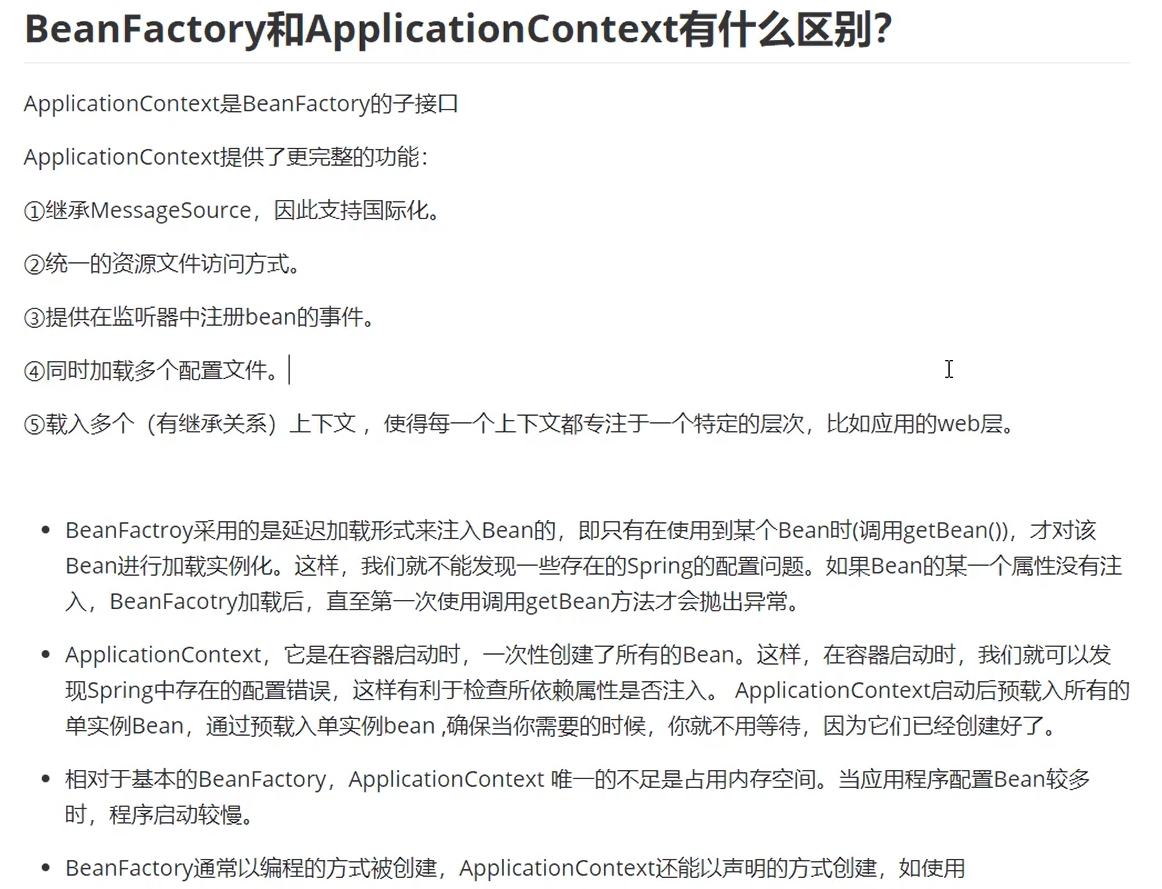 BeanFactory和ApplicationContext有什么区别？
ApplicationContext是BeanFactory的子接口
ApplicationContext提供了更完整的功能：
①继承MessageSource，因此支持国际化。
②统一的资源文件访问方式。
③提供在监听器中注册bean的事件。
④同时加载多个配置文件。
⑤载入多个（有继承关系）上下文 ，使得每一个上下文都专注于一个特定的层次，比如应用的web层。
• BeanFactroy采用的是延迟加载形式来注入Bean的，即只有在使用到某个Bean时(调用getBean())，才对该
Bean进行加载实例化。这样，我们就不能发现一些存在的Spring的配置问题。如果Bean的某一个属性没有注
入，BeanFacotry加载后，直至第一次使用调用getBean方法才会抛出异常。
• ApplicationContext，它是在容器启动时，一次性创建了所有的Bean。这样，在容器启动时，我们就可以发
现Spring中存在的配置错误，这样有利于检查所依赖属性是否注入。 ApplicationContext启动后预载入所有的
单实例Bean，通过预载入单实例bean ,确保当你需要的时候，你就不用等待，因为它们已经创建好了。
• 相对于基本的BeanFactory，ApplicationContext 唯一的不足是占用内存空间。当应用程序配置Bean较多
时，程序启动较慢。
• BeanFactory通常以编程的方式被创建，ApplicationContext还能以声明的方式创建，如使用